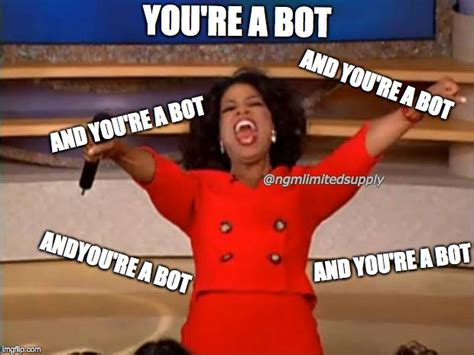 YOU'RE A BOT
AND YOU'RE A BOT
AND YOU'RE A BOT
@ngmlimitedsupply
ANDYOU'RE A BOT
AND YOU'RE A BOT
imgflip.com